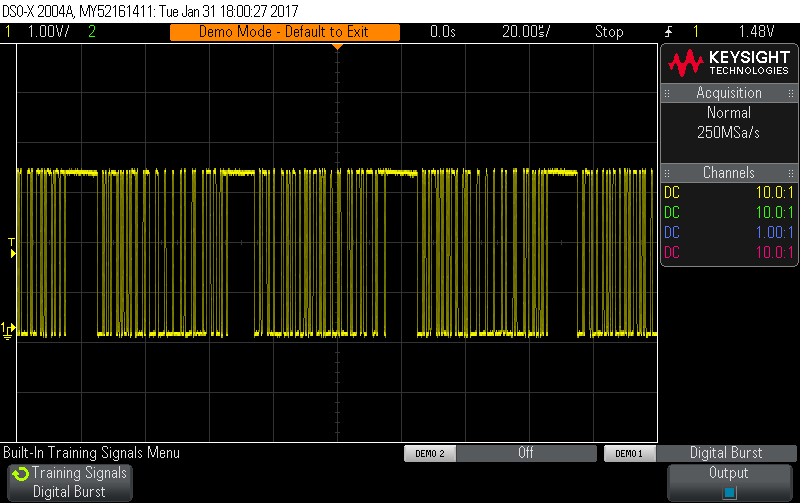 DSO-X 2004A, MY52161411: Tue Jan 31 18:00:27 2017
1 1.00V/ 2 Demo Mode - Default to Exit 0.0s 20.00ms/ Stop 1 1.48V
KEYSIGHT
TECHNOLOGIES
Acquisition
Normal
250MSa/s
Channels
DC 10.0:1
DC 10.0:1
DC 1.00:1
DC 10.0:1
T
1
Built-In Training Signals Menu
DEMO 2 Off DEMO 1 Digital Burst
Training Signals
Digital Burst
Output